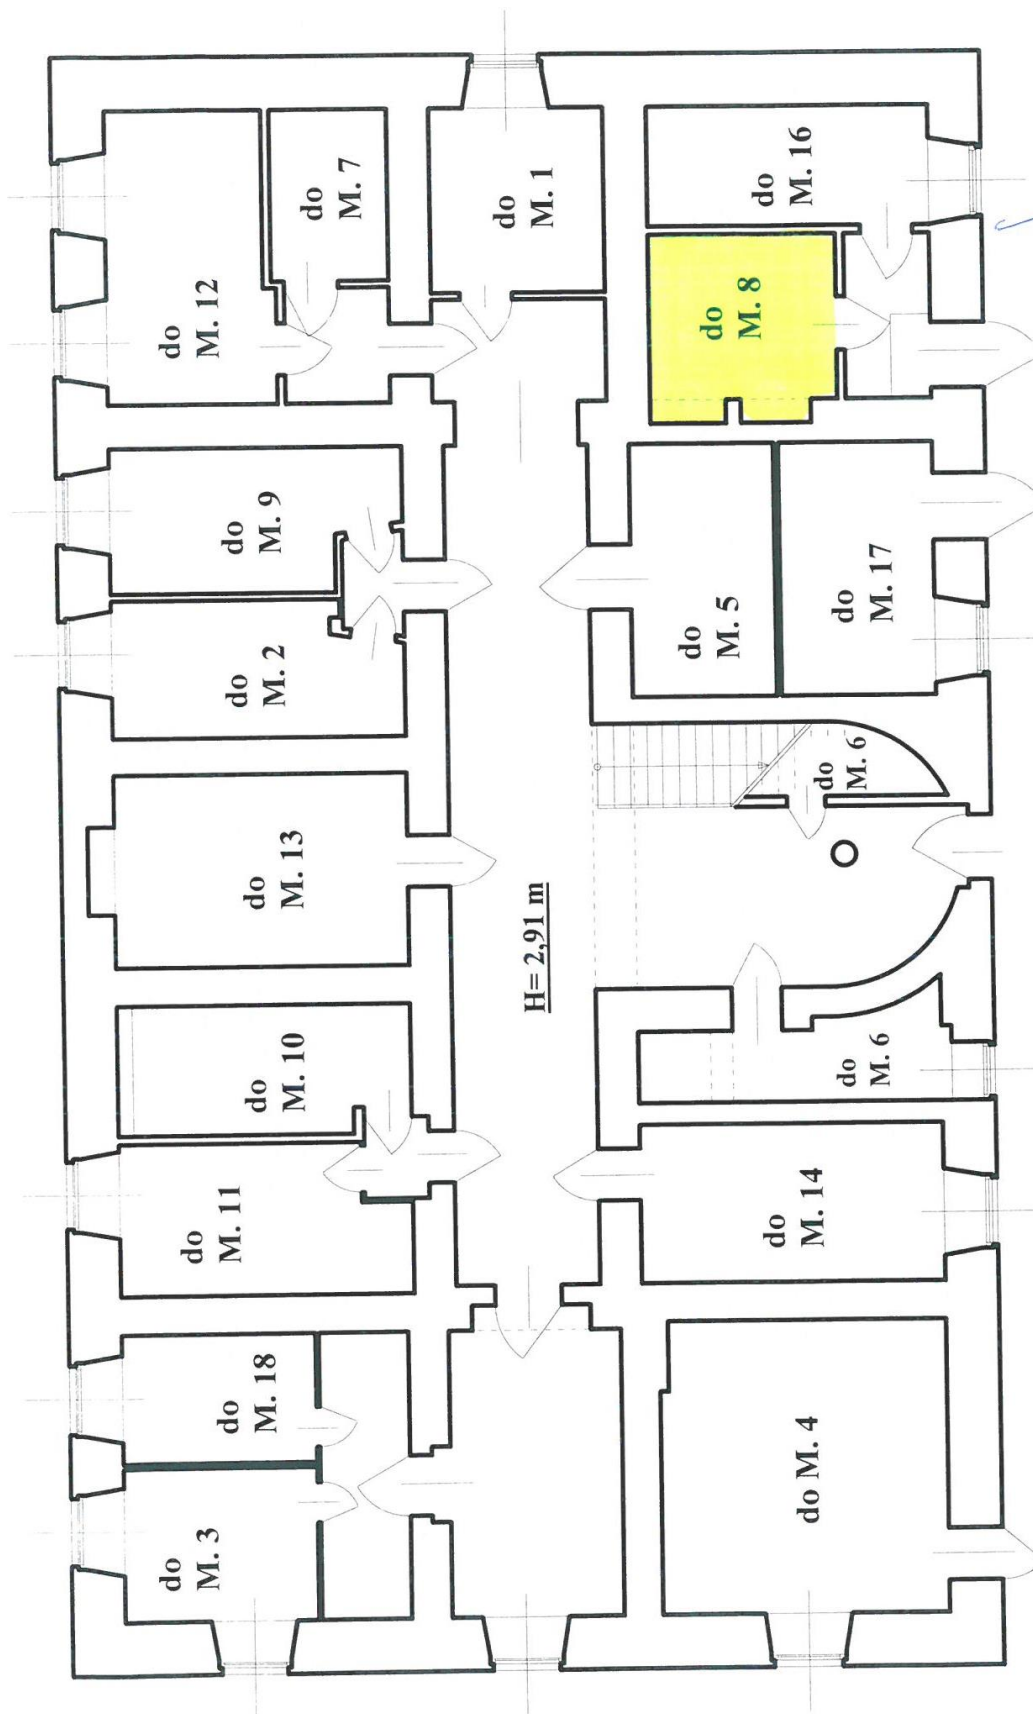 do
M. 3
do
M. 18
do
M. 11
do
M. 10
do
M. 13
do
M. 2
do
M. 9
do
M. 12
do
M. 7
do
M. 1
H= 2,91 m
do M. 4
do
M. 14
do
M. 6
do
M. 6
do
M. 5
do
M. 17
do
M. 8
do
M. 16